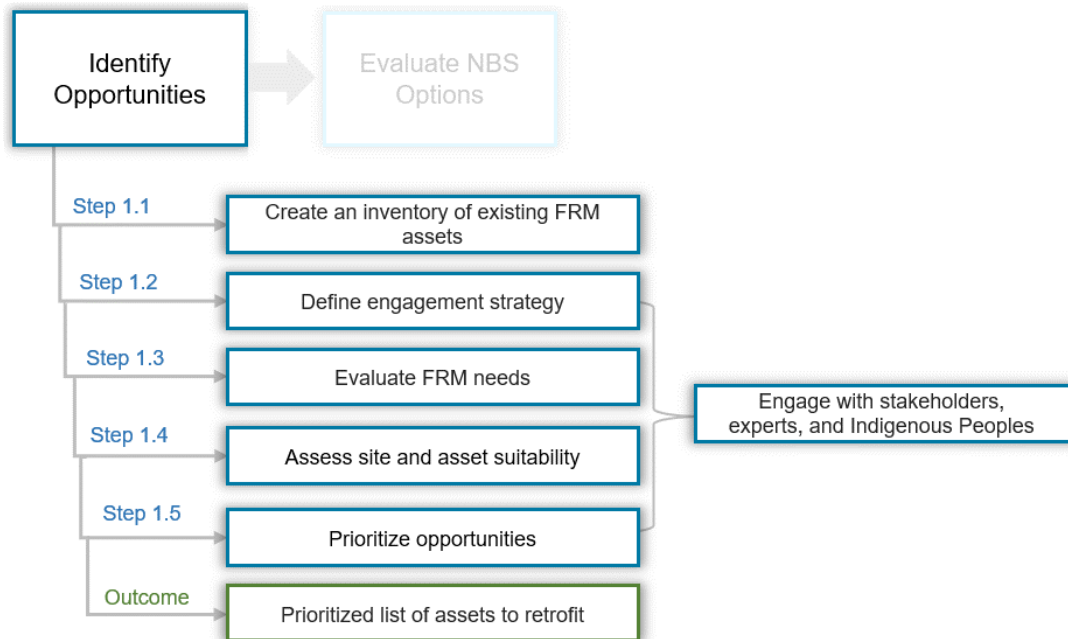 Identify
Opportunities
Evaluate NBS
Options
Step 1.1
Create an inventory of existing FRM
assets
Step 1.2
Define engagement strategy
Step 1.3
Evaluate FRM needs
Step 1.4
Assess site and asset suitability
Step 1.5
Prioritize opportunities
Engage with stakeholders,
experts, and Indigenous Peoples
Outcome
Prioritized list of assets to retrofit